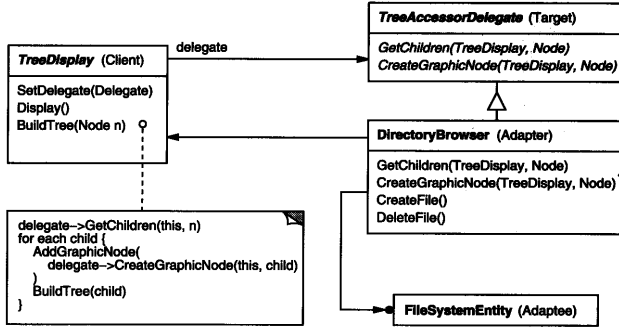 TreeAccessorDelegate (Target)
GetChildren(TreeDisplay, Node)
CreateGraphicNode(TreeDisplay, Node)
delegate
TreeDisplay (Client)
SetDelegate(Delegate)
Display()
BuildTree(Node n)
DirectoryBrowser (Adapter)
GetChildren(TreeDisplay, Node)
CreateGraphicNode(TreeDisplay, Node)
CreateFile()
DeleteFile()
delegate->GetChildren(this, n)
for each child {
AddGraphicNode(
delegate->CreateGraphicNode(this, child)
)
BuildTree(child)
}
FileSystemEntity (Adaptee)